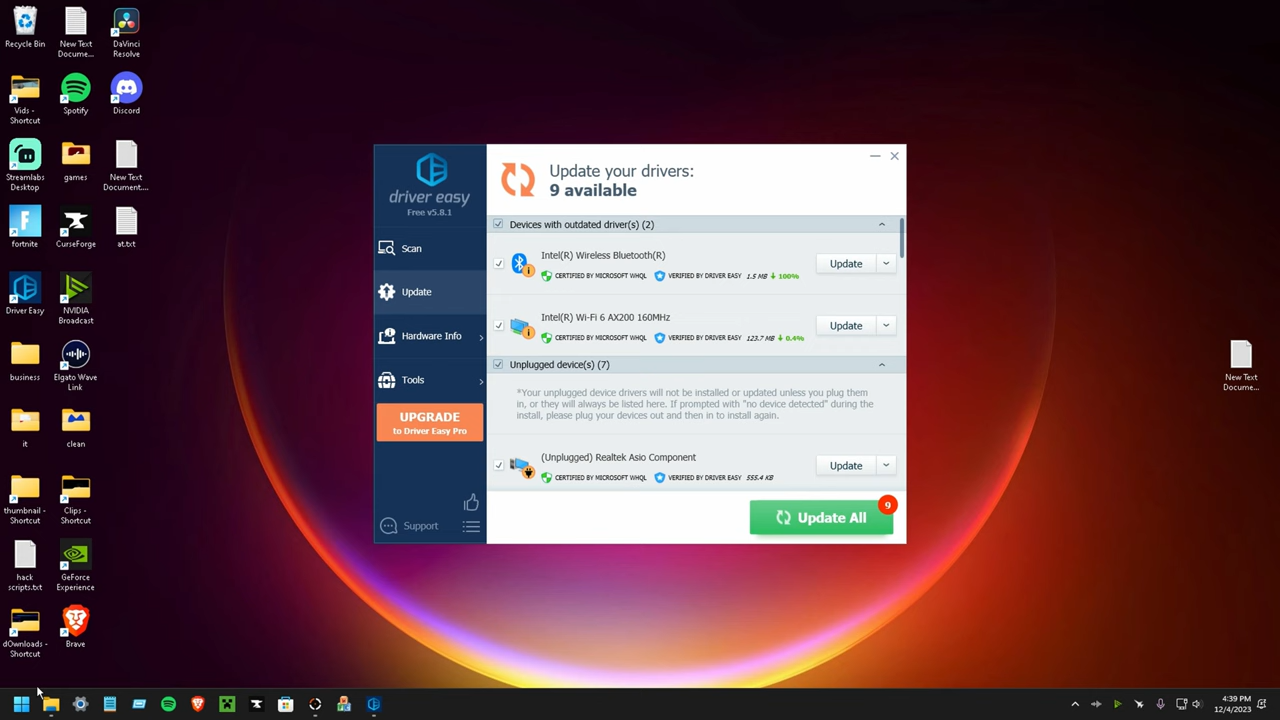 Recycle Bin
New Text
Docume...
DaVinci
Resolve
Vids -
Shortcut
Spotify
Discord
Streamlabs
Desktop
games
New Text
Document....
fortnite
CurseForge
at.txt
Driver Easy
NVIDIA
Broadcast
business
Elgato Wave
Link
it
clean
thumbnail -
Shortcut
Clips -
Shortcut
hack
scripts.txt
GeForce
Experience
dOwnloads -
Shortcut
Brave
driver easy
Free v5.8.1
Scan
Update
Hardware Info
Tools
UPGRADE
to Driver Easy Pro
Support
Update your drivers:
9 available
Devices with outdated driver(s) (2)
Intel(R) Wireless Bluetooth(R)
CERTIFIED BY MICROSOFT WHQL VERIFIED BY DRIVER EASY 1.5 MB 100%
Update
Intel(R) Wi-Fi 6 AX200 160MHz
CERTIFIED BY MICROSOFT WHQL VERIFIED BY DRIVER EASY 123.7 MB 0.4%
Update
Unplugged device(s) (7)
*Your unplugged device drivers will not be installed or updated unless you plug them
in, or they will always be listed here. If prompted with "no device detected" during the
install, please plug your devices out and then in to install again.
(Unplugged) Realtek Asio Component
CERTIFIED BY MICROSOFT WHQL VERIFIED BY DRIVER EASY 555.4 KB
Update
Update All
9
New Text
Docume...
4:39 PM
12/4/2023